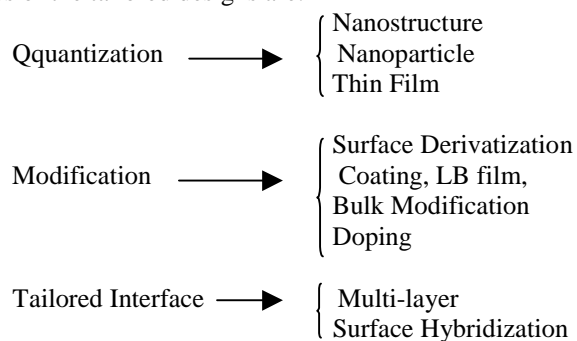 Nanostructure
Qquantization Nanoparticle
Thin Film
Surface Derivatization
Modification Coating, LB film,
Bulk Modification
Doping
Tailored Interface Multi-layer
Surface Hybridization